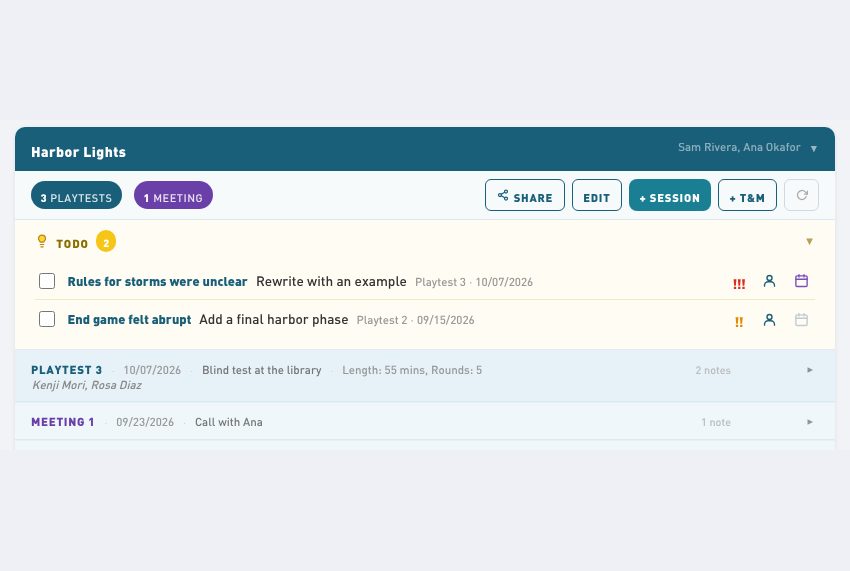 Harbor Lights Sam Rivera, Ana Okafor ▼
3 PLAYTESTS 1 MEETING SHARE EDIT + SESSION + T&M
TODO 2 ▼
Rules for storms were unclear Rewrite with an example Playtest 3 · 10/07/2026 !!!
End game felt abrupt Add a final harbor phase Playtest 2 · 09/15/2026 !!
PLAYTEST 3 · 10/07/2026 · Blind test at the library · Length: 55 mins, Rounds: 5 2 notes ►
Kenji Mori, Rosa Diaz
MEETING 1 · 09/23/2026 · Call with Ana 1 note ►